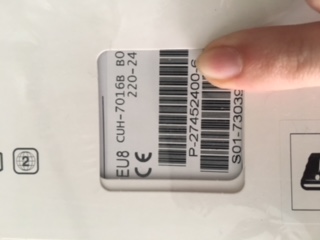 EU8 CUH-7016B B0
220-24
CE
P-27452400-6
S01-73039
2